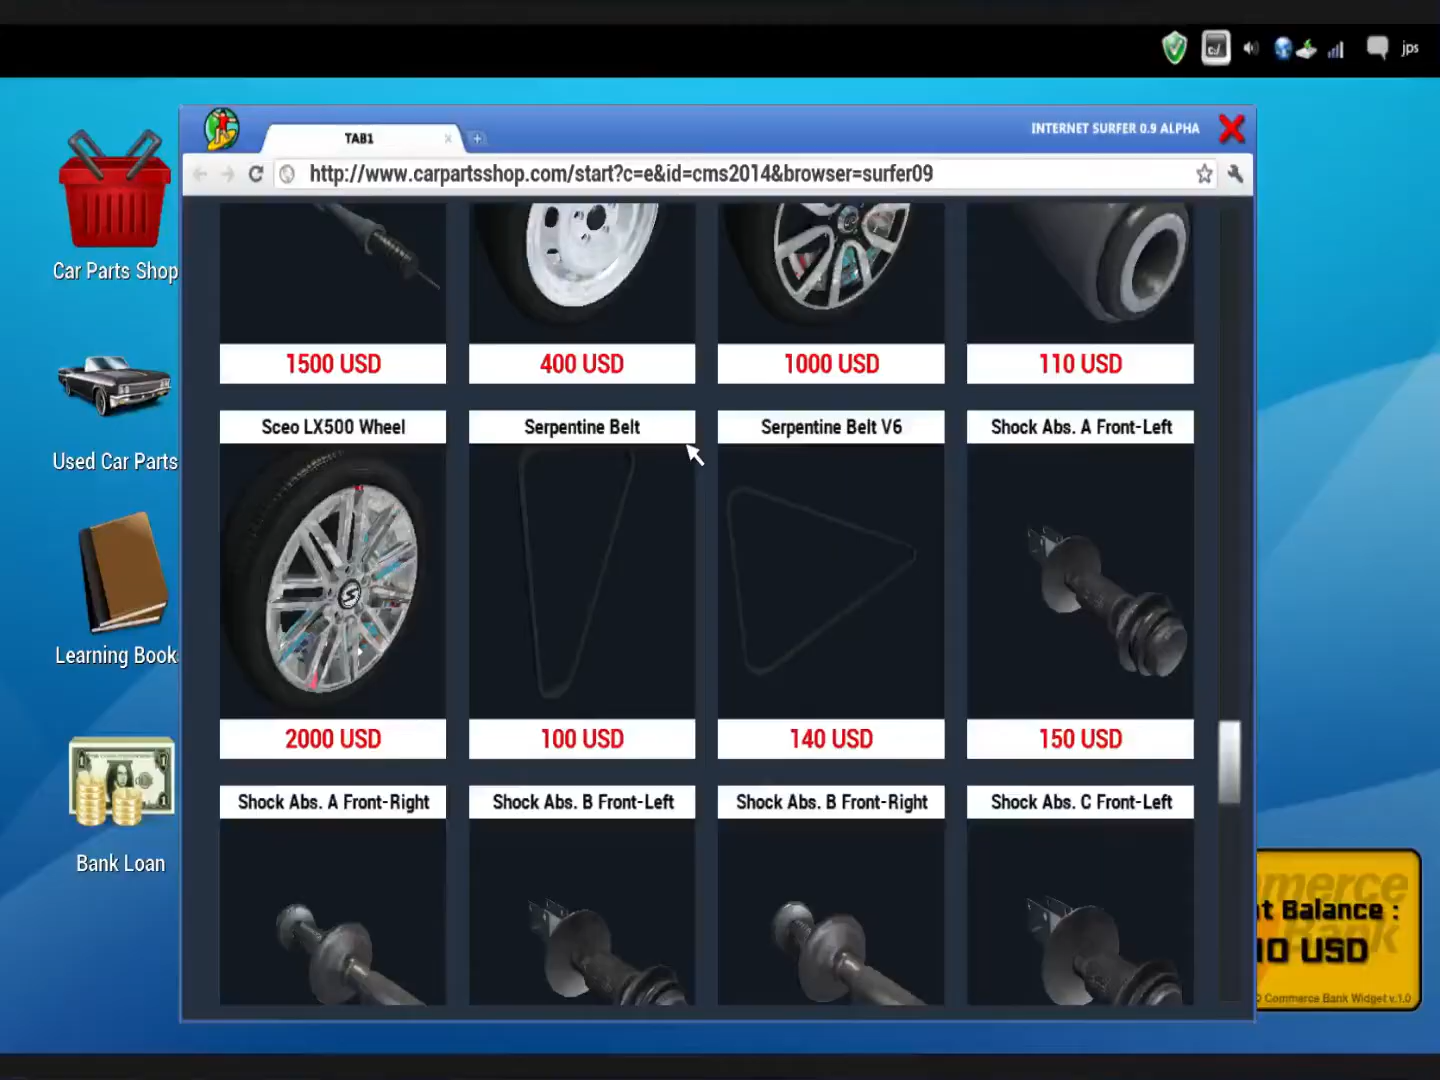 jps
TAB1
INTERNET SURFER 0.9 ALPHA
http://www.carpartsshop.com/start?c=e&id=cms2014&browser=surfer09
Car Parts Shop
Used Car Parts
Learning Book
Bank Loan
1500 USD
400 USD
1000 USD
110 USD
Sceo LX500 Wheel
Serpentine Belt
Serpentine Belt V6
Shock Abs. A Front-Left
S
2000 USD
100 USD
140 USD
150 USD
Shock Abs. A Front-Right
Shock Abs. B Front-Left
Shock Abs. B Front-Right
Shock Abs. C Front-Left
Balance :
USD
Commerce Bank Widget v.1.0